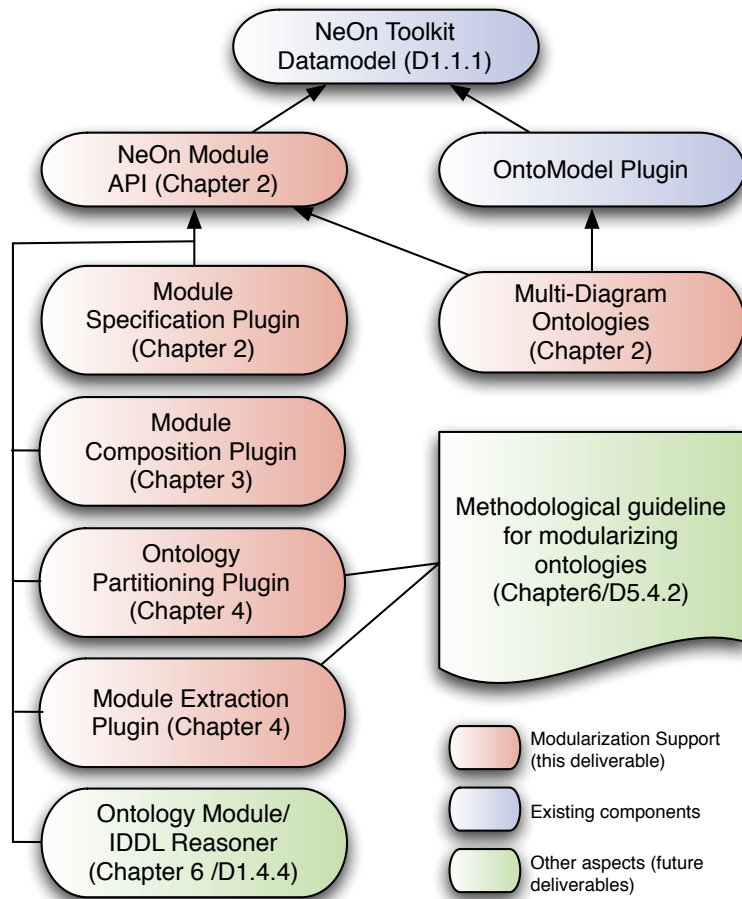 NeOn Toolkit
Datamodel (D1.1.1)
NeOn Module
API (Chapter 2)
OntoModel Plugin
Module
Specification Plugin
(Chapter 2)
Multi-Diagram
Ontologies
(Chapter 2)
Module
Composition Plugin
(Chapter 3)
Methodological guideline
for modularizing
ontologies
(Chapter6/D5.4.2)
Ontology
Partitioning Plugin
(Chapter 4)
Module Extraction
Plugin (Chapter 4)
Ontology Module/
IDDL Reasoner
(Chapter 6 /D1.4.4)
Modularization Support
(this deliverable)
Existing components
Other aspects (future
deliverables)